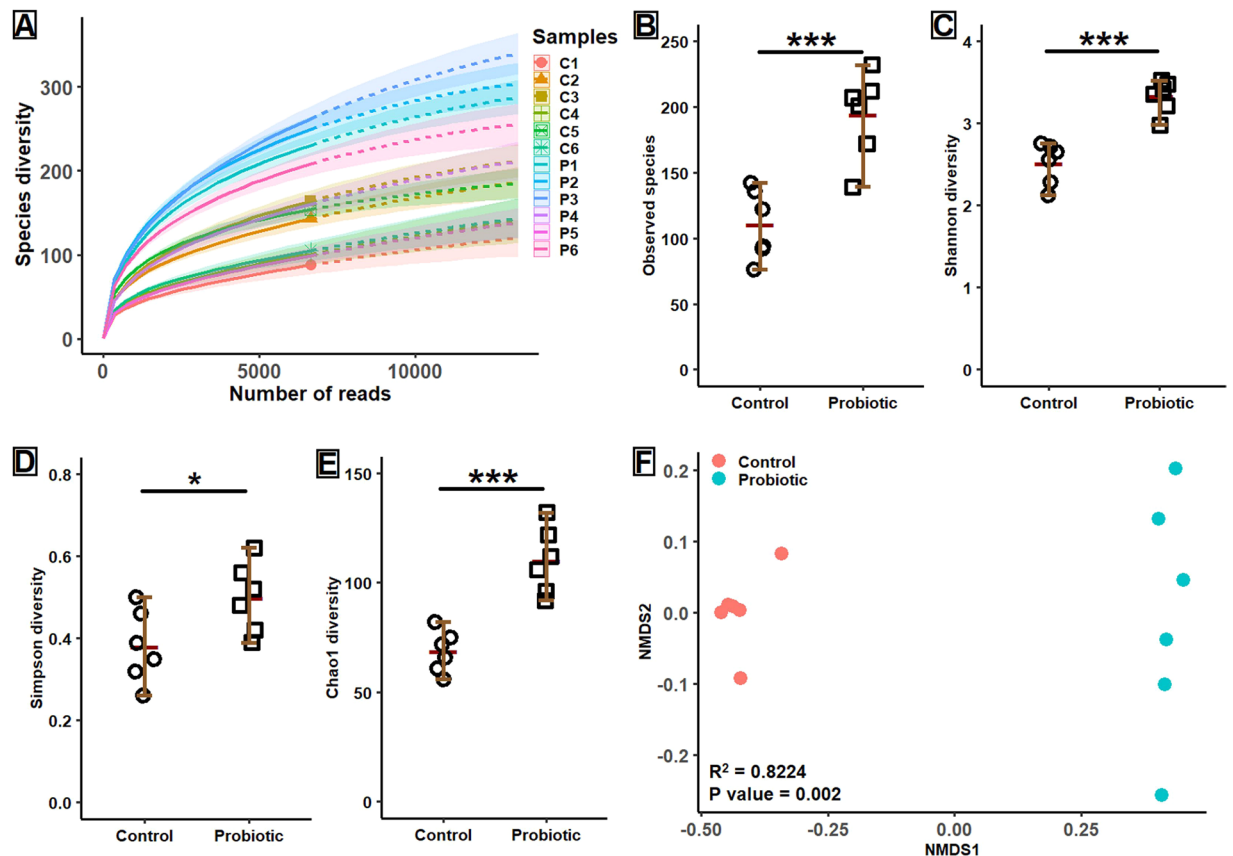 A
Species diversity
300
200
100
0
0
5000
10000
Number of reads
Samples
C1
C2
C3
C4
C5
C6
P1
P2
P3
P4
P5
P6
B
Observed species
250
200
150
100
50
0
***
Control
Probiotic
C
Shannon diversity
4
3
2
1
0
***
Control
Probiotic
D
Simpson diversity
0.8
0.6
0.4
0.2
0.0
*
Control
Probiotic
E
Chao1 diversity
150
100
50
0
***
Control
Probiotic
F
Control
Probiotic
NMDS2
0.2
0.1
0.0
-0.1
-0.2
R² = 0.8224
P value = 0.002
-0.50
-0.25
0.00
0.25
NMDS1